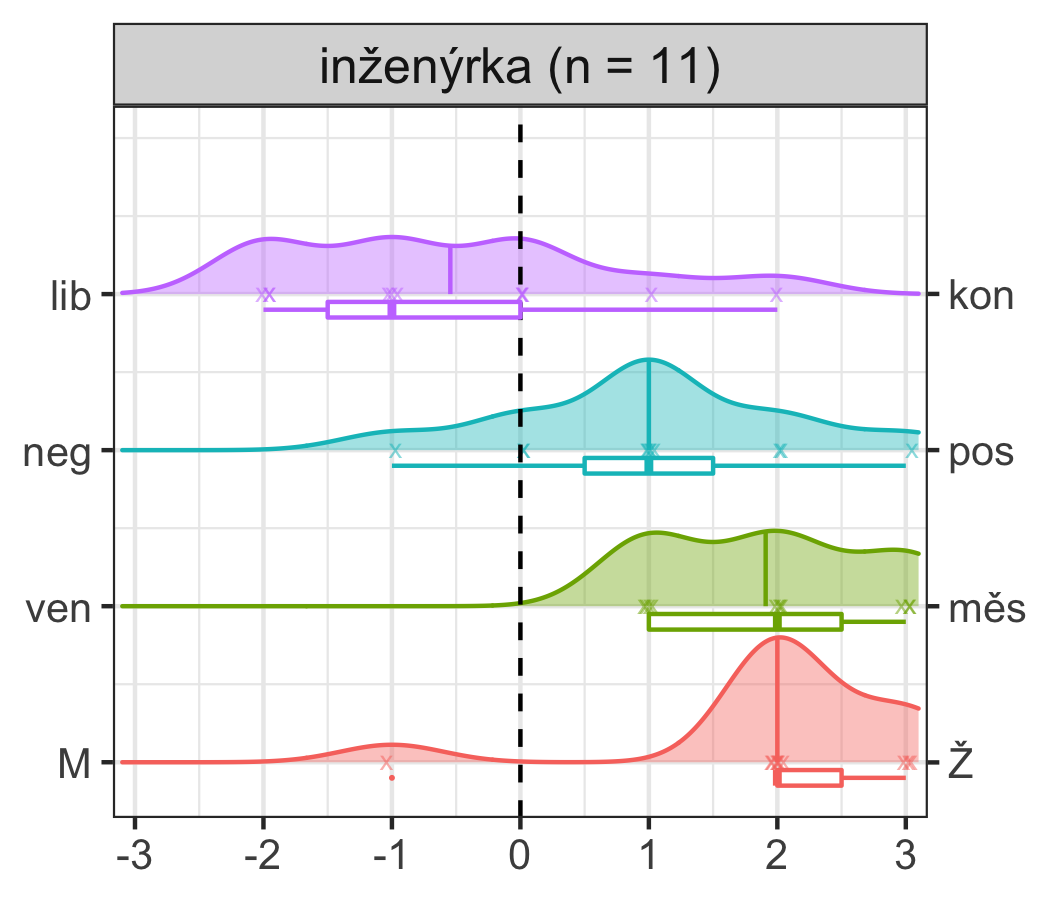 inženýrka (n = 11)
lib kon
neg pos
ven měs
M Ž
-3 -2 -1 0 1 2 3